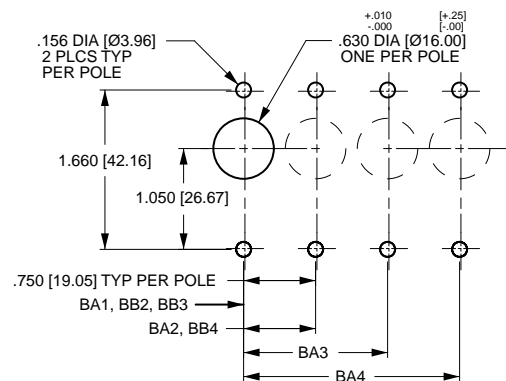 +.010 [+.25]
-.000 [-.00]
.156 DIA [Ø3.96]
2 PLCS TYP
PER POLE
.630 DIA [Ø16.00]
ONE PER POLE
1.660 [42.16]
1.050 [26.67]
.750 [19.05] TYP PER POLE
BA1, BB2, BB3
BA2, BB4
BA3
BA4